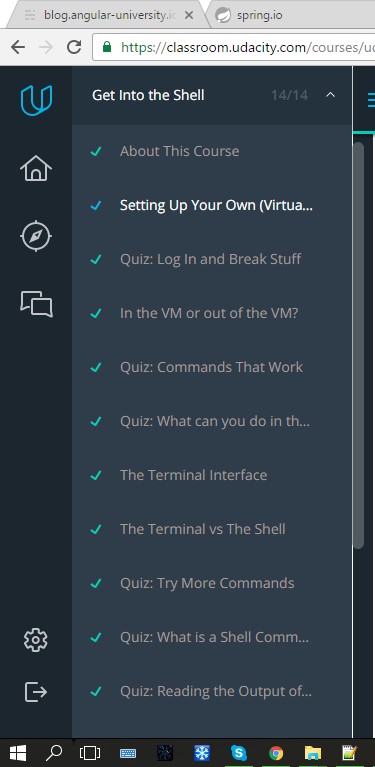 blog.angular-university.io
spring.io
https://classroom.udacity.com/courses/ud
Get Into the Shell 14/14
About This Course
Setting Up Your Own (Virtua...
Quiz: Log In and Break Stuff
In the VM or out of the VM?
Quiz: Commands That Work
Quiz: What can you do in th...
The Terminal Interface
The Terminal vs The Shell
Quiz: Try More Commands
Quiz: What is a Shell Comm...
Quiz: Reading the Output of...